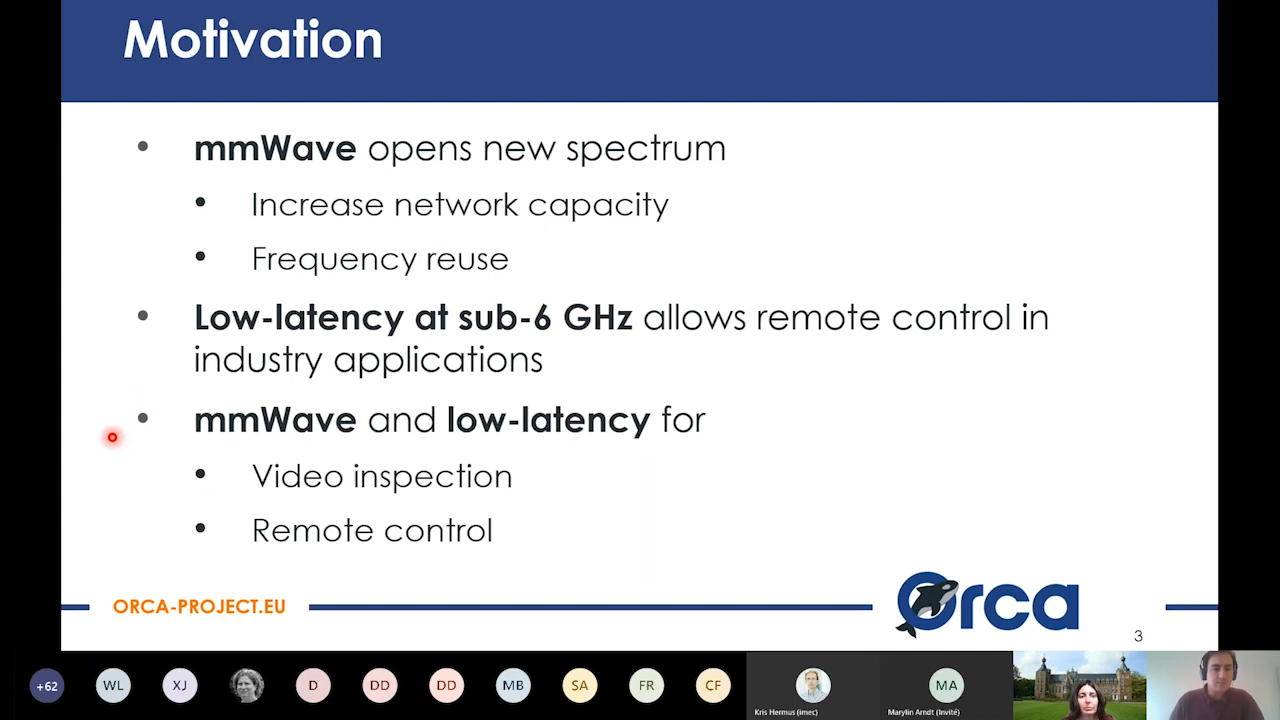 Motivation
• mmWave opens new spectrum
• Increase network capacity
• Frequency reuse
• Low-latency at sub-6 GHz allows remote control in
industry applications
• mmWave and low-latency for
• Video inspection
• Remote control
ORCA-PROJECT.EU
Orca
3
+62
WL
XJ
D
DD
DD
MB
SA
FR
CF
Kris Hermus (imec)
MA
Marylin Arndt (Invité)